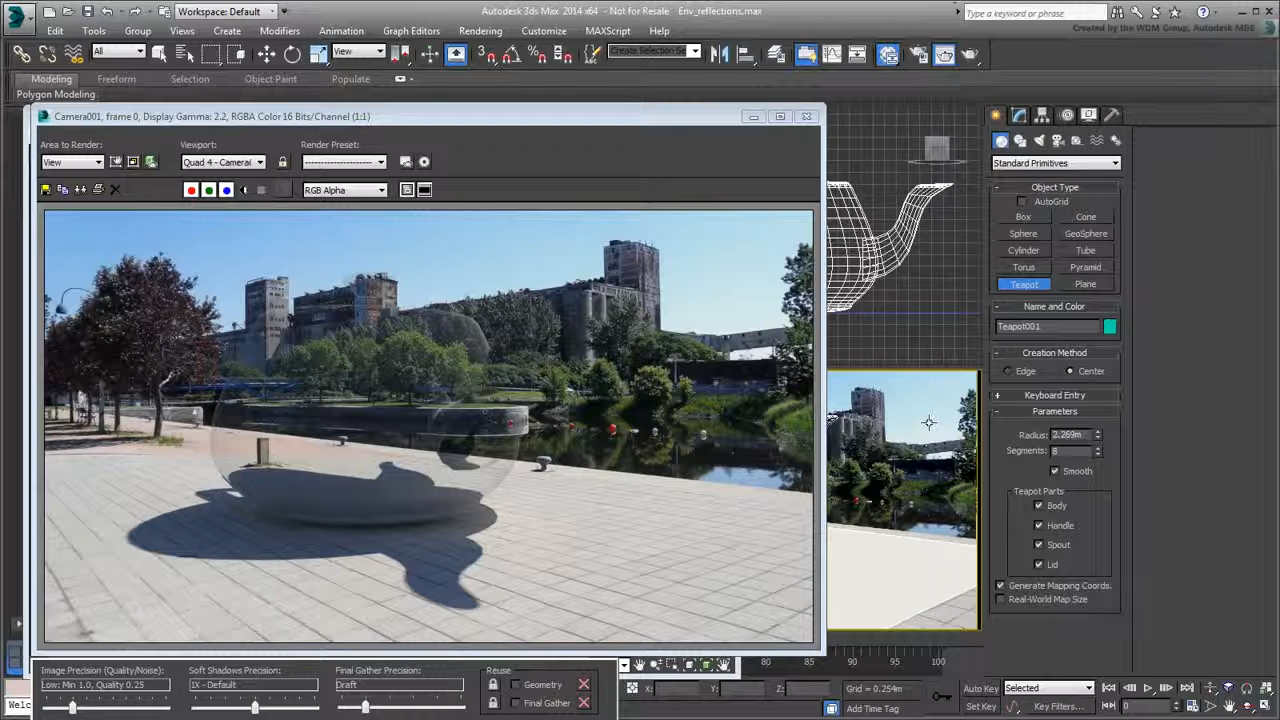 Workspace: Default
Autodesk 3ds Max 2014 x64 - Not for Resale Env_reflections.max
Type a keyword or phrase
Created by the WDM Group, Autodesk MBE
Edit Tools Group Views Create Modifiers Animation Graph Editors Rendering Customize MAXScript Help
All
View
Create Selection Se
Modeling Freeform Selection Object Paint Populate
Polygon Modeling
Camera001, frame 0, Display Gamma: 2.2, RGBA Color 16 Bits/Channel (1:1)
Area to Render: Viewport: Render Preset:
View Quad 4 - Camera
RGB Alpha
Standard Primitives
Object Type
AutoGrid
Box Cone
Sphere GeoSphere
Cylinder Tube
Torus Pyramid
Teapot Plane
Name and Color
Teapot001
Creation Method
Edge Center
Keyboard Entry
Parameters
Radius: 2.269m
Segments: 8
Smooth
Teapot Parts
Body
Handle
Spout
Lid
Generate Mapping Coords.
Real-World Map Size
Image Precision (Quality/Noise): Soft Shadows Precision: Final Gather Precision: Reuse
Low: Min 1.0, Quality 0.25 1X - Default Draft Geometry
Final Gather
80 85 90 95 100
X: Y: Z: Grid = 0.254m
Add Time Tag
Auto Key Selected
Set Key Key Filters... 0
Welc